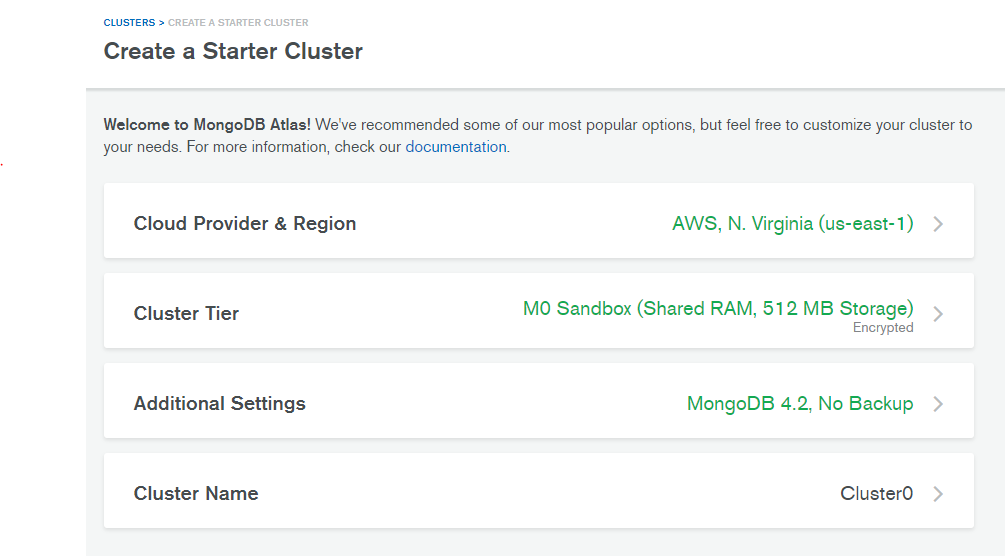 CLUSTERS > CREATE A STARTER CLUSTER
Create a Starter Cluster
Welcome to MongoDB Atlas! We've recommended some of our most popular options, but feel free to customize your cluster to
your needs. For more information, check our documentation.
Cloud Provider & Region AWS, N. Virginia (us-east-1)
Cluster Tier M0 Sandbox (Shared RAM, 512 MB Storage)
Encrypted
Additional Settings MongoDB 4.2, No Backup
Cluster Name Cluster0